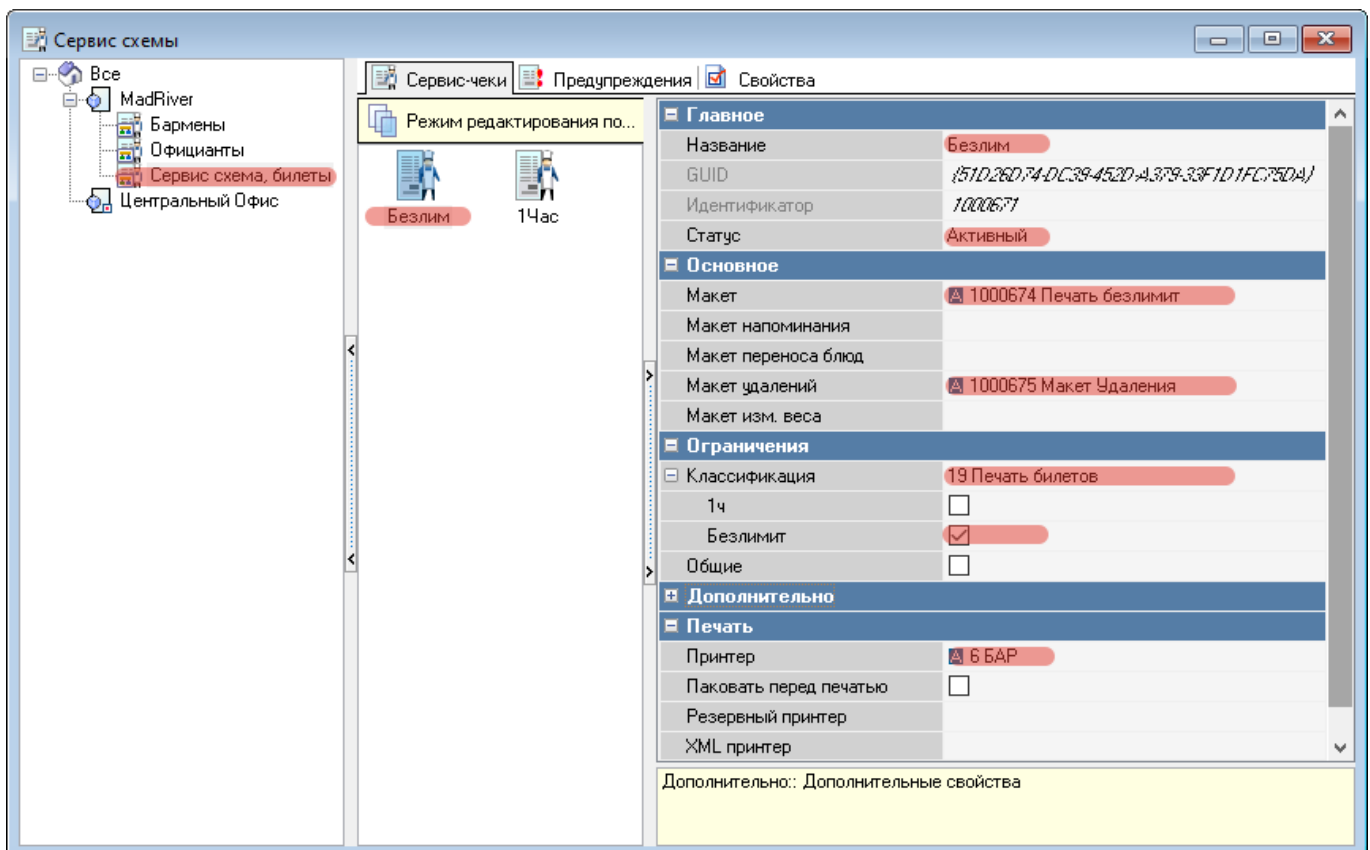 Сервис схемы
Все
MadRiver
Бармены
Официанты
Сервис схема, билеты
Центральный Офис
Сервис-чеки Предупреждения Свойства
Режим редактирования по...
Безлим 1Час
Главное
Название Безлим
GUID {51D26D74-DC39-452D-A379-33F1D1FC75DA}
Идентификатор 1000671
Статус Активный
Основное
Макет 1000674 Печать безлимит
Макет напоминания
Макет переноса блюд
Макет удалений 1000675 Макет Удаления
Макет изм. веса
Ограничения
Классификация 19 Печать билетов
1ч
Безлимит
Общие
Дополнительно
Печать
Принтер 6 БАР
Паковать перед печатью
Резервный принтер
XML принтер
Дополнительно:: Дополнительные свойства